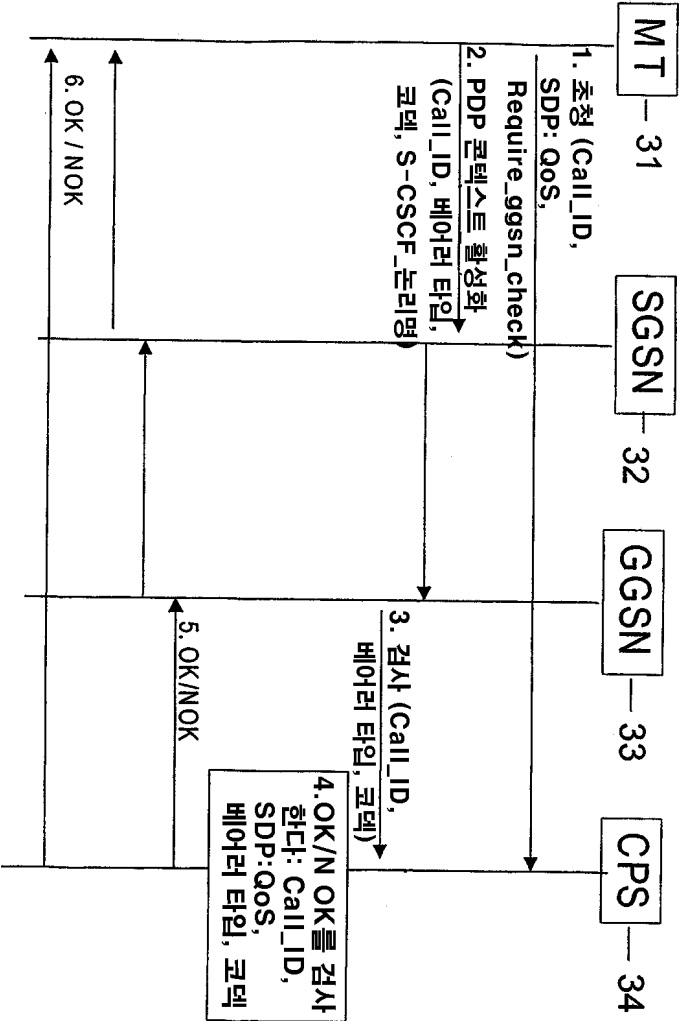 MT
31
SGSN
32
GGSN
33
CPS
34
1. 초청 (Call_ID,
SDP: QoS,
Require_ggsn_check)
2. PDP 콘텍스트 활성화
(Call_ID, 베어러 타입,
코덱, S-CSCF_논리명)
3. 검사 (Call_ID,
베어러 타입, 코덱)
4.OK/N OK를 검사
한다: Call_ID,
SDP:QoS,
베어러 타입, 코덱
5. OK/NOK
6. OK / NOK